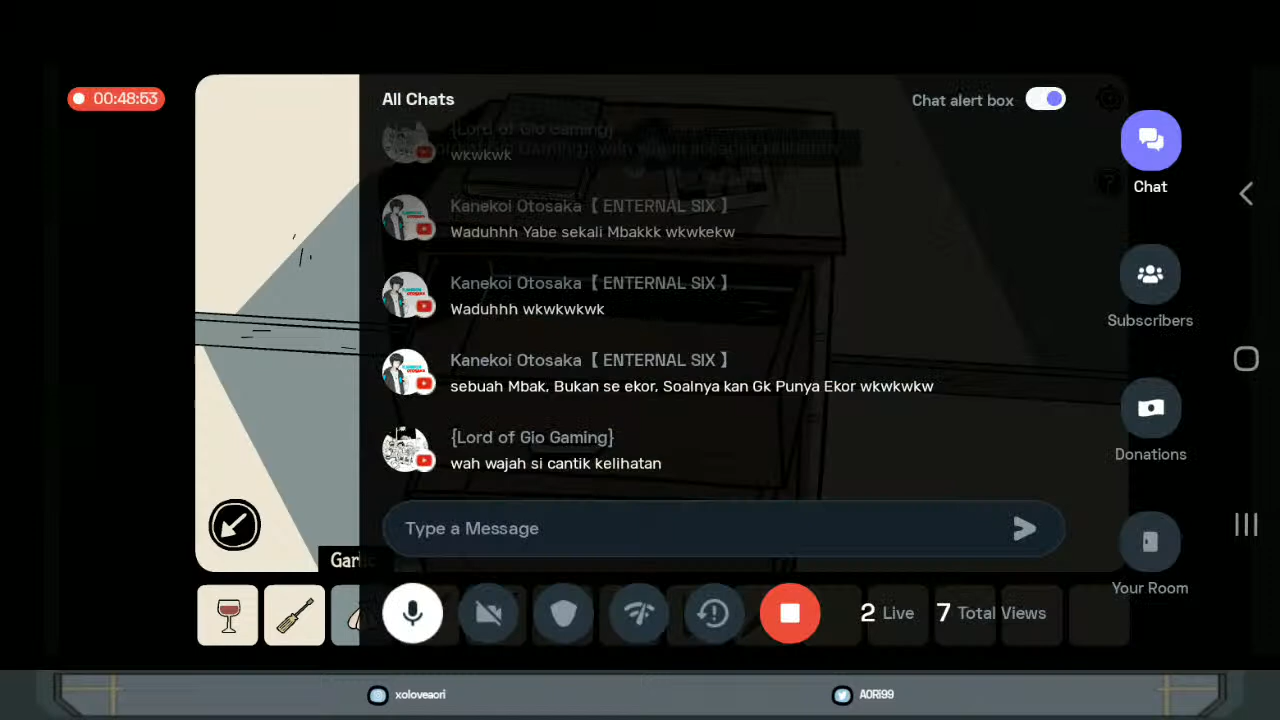 00:48:53
All Chats
Chat alert box
{Lord of Gio Gaming}
wkwkwk
Kanekoi Otosaka【 ENTERNAL SIX 】
Waduhhh Yabe sekali Mbakkk wkwkekw
Kanekoi Otosaka【 ENTERNAL SIX 】
Waduhhh wkwkwkwk
Kanekoi Otosaka【 ENTERNAL SIX 】
sebuah Mbak, Bukan se ekor, Soalnya kan Gk Punya Ekor wkwkwkw
{Lord of Gio Gaming}
wah wajah si cantik kelihatan
Type a Message
Chat
Subscribers
Donations
Your Room
Garlic
2 Live 7 Total Views
xoloveaori
AORi99